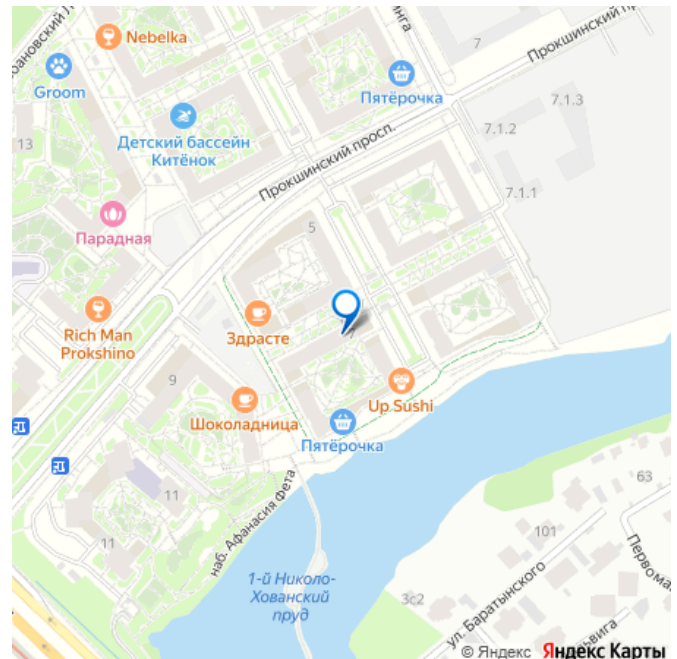 Nebelka
Groom
Пятёрочка
7
Прокшинский
7.1.3
7.1.2
7.1.1
13
Детский бассейн
Китёнок
Прокшинский просп.
Парадная
5
Rich Man
Prokshino
Здрасте
9
Шоколадница
Up Sushi
Пятёрочка
11
11
наб. Афанасия Фета
63
101
1-й Николо-
Хованский
пруд
3с2
ул. Баратынского
© Яндекс Яндекс Карты